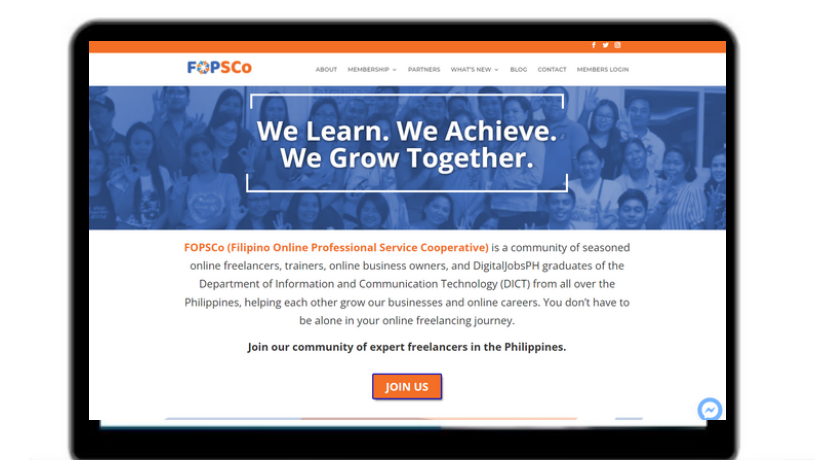 FOPSCo
ABOUT MEMBERSHIP PARTNERS WHAT'S NEW BLOG CONTACT MEMBERS LOGIN
We Learn. We Achieve.
We Grow Together.
FOPSCo (Filipino Online Professional Service Cooperative) is a community of seasoned
online freelancers, trainers, online business owners, and DigitalJobsPH graduates of the
Department of Information and Communication Technology (DICT) from all over the
Philippines, helping each other grow our businesses and online careers. You don't have to
be alone in your online freelancing journey.
Join our community of expert freelancers in the Philippines.
JOIN US